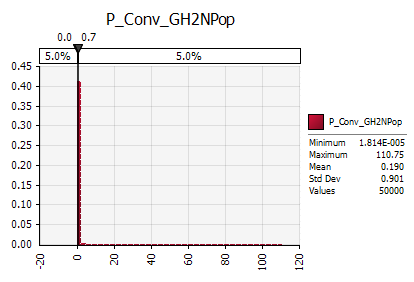 P_Conv_GH2NPop
0.0 0.7
5.0% 5.0%
0.45
0.40
0.35
0.30
0.25
0.20
0.15
0.10
0.05
0.00
-20 0 20 40 60 80 100 120
P_Conv_GH2NPop
Minimum 1.814E-005
Maximum 110.75
Mean 0.190
Std Dev 0.901
Values 50000